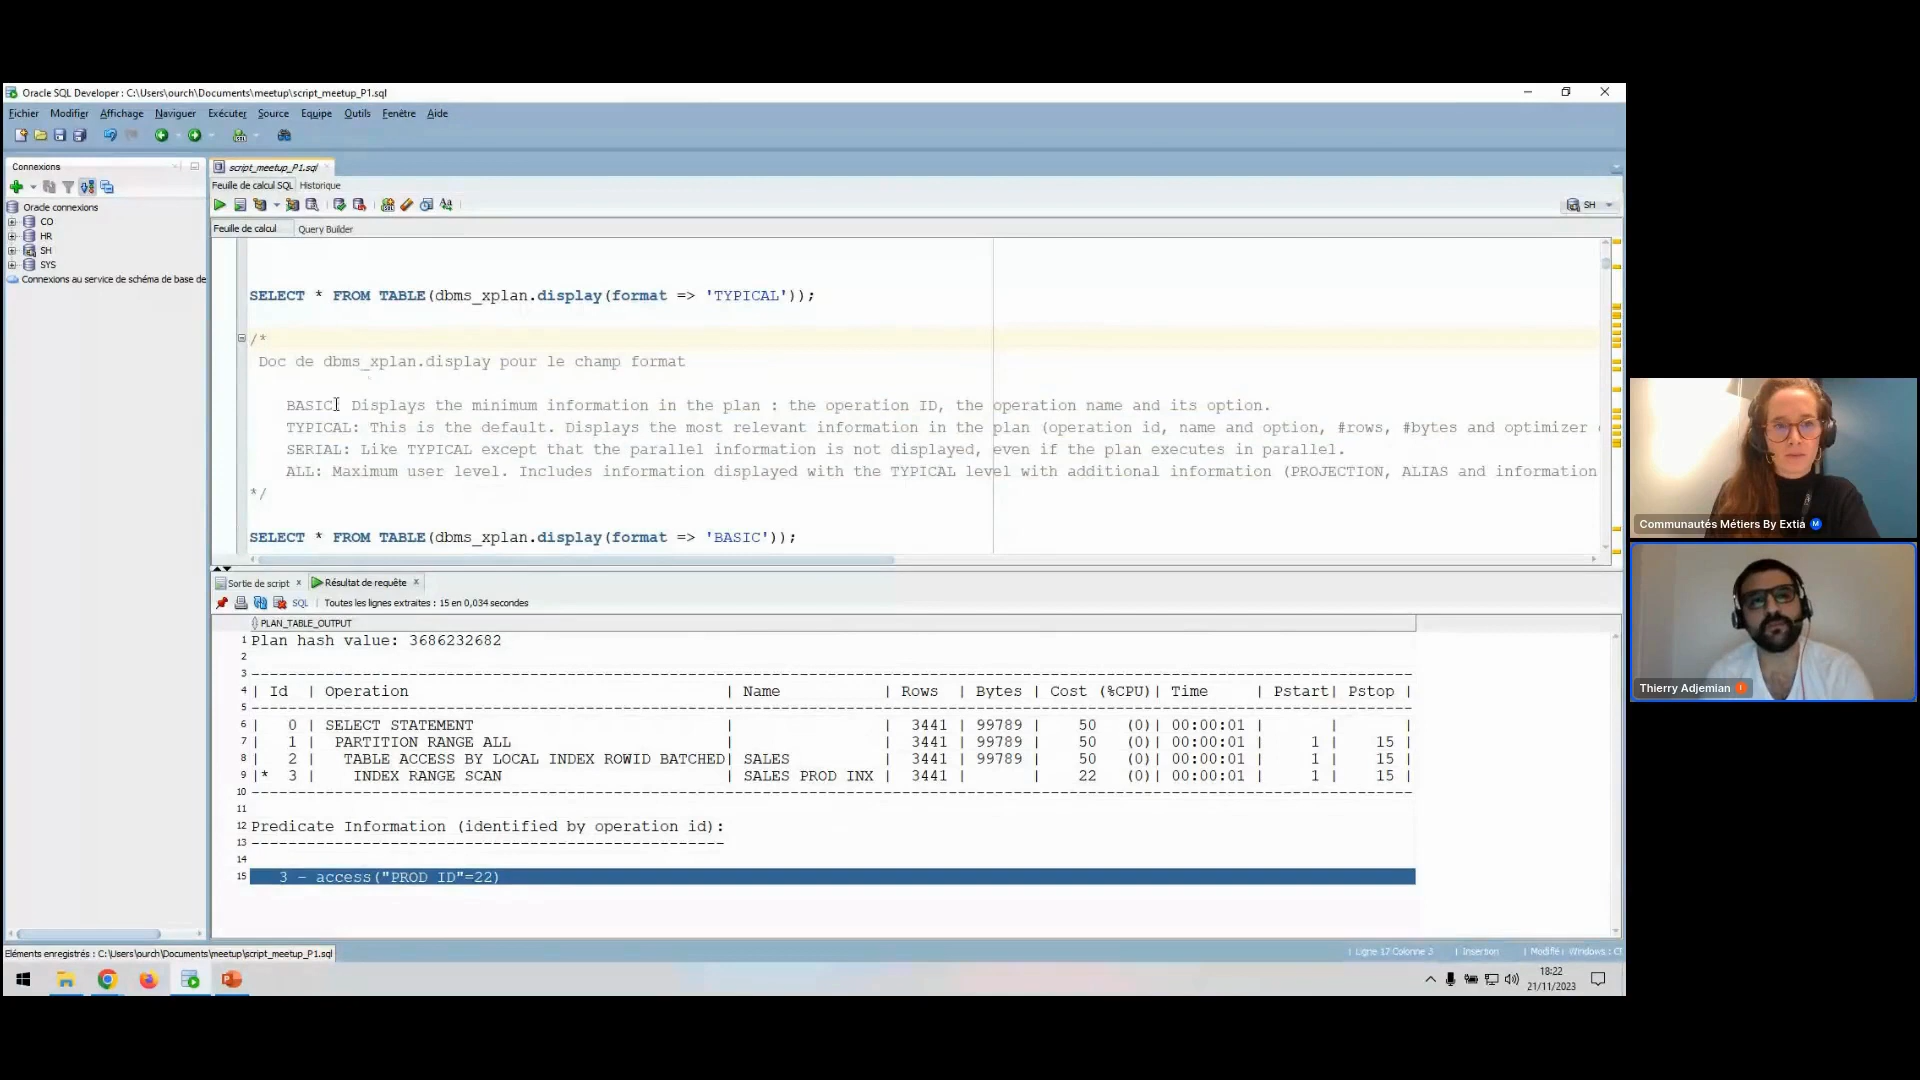 Oracle SQL Developer : C:\Users\ourch\Documents\meetup\script_meetup_P1.sql
Fichier Modifier Affichage Naviguer Exécuter Source Equipe Outils Fenêtre Aide
Connexions
Oracle connexions
CO
HR
SH
SYS
Connexions au service de schéma de base de
script_meetup_P1.sql
Feuille de calcul SQL Historique
SH
Feuille de calcul Query Builder
SELECT * FROM TABLE(dbms_xplan.display(format => 'TYPICAL'));
/*
Doc de dbms_xplan.display pour le champ format
BASIC: Displays the minimum information in the plan : the operation ID, the operation name and its option.
TYPICAL: This is the default. Displays the most relevant information in the plan (operation id, name and option, #rows, #bytes and optimizer
SERIAL: Like TYPICAL except that the parallel information is not displayed, even if the plan executes in parallel.
ALL: Maximum user level. Includes information displayed with the TYPICAL level with additional information (PROJECTION, ALIAS and information
*/
SELECT * FROM TABLE(dbms_xplan.display(format => 'BASIC'));
Sortie de script × Résultat de requête ×
SQL | Toutes les lignes extraites : 15 en 0,034 secondes
PLAN_TABLE_OUTPUT
1 Plan hash value: 3686232682
2
3 ------------------------------------------------------------
4 | Id | Operation | Name | Rows | Bytes | Cost (%CPU)| Time | Pstart| Pstop |
5 ------------------------------------------------------------
6 | 0 | SELECT STATEMENT | | 3441 | 99789 | 50 (0)| 00:00:01 | | |
7 | 1 | PARTITION RANGE ALL | | 3441 | 99789 | 50 (0)| 00:00:01 | 1 | 15 |
8 | 2 | TABLE ACCESS BY LOCAL INDEX ROWID BATCHED| SALES | 3441 | 99789 | 50 (0)| 00:00:01 | 1 | 15 |
9 |* 3 | INDEX RANGE SCAN | SALES PROD INX | 3441 | | 22 (0)| 00:00:01 | 1 | 15 |
10 ------------------------------------------------------------
11
12 Predicate Information (identified by operation id):
13 ---------------------------------------------------
14
15 3 - access("PROD ID"=22)
Eléments enregistrés : C:\Users\ourch\Documents\meetup\script_meetup_P1.sql
| Ligne 17 Colonne 3 | Insertion | Modifié | Windows : C
18:22
21/11/2023
Communautés Métiers By Extia M
Thierry Adjemian